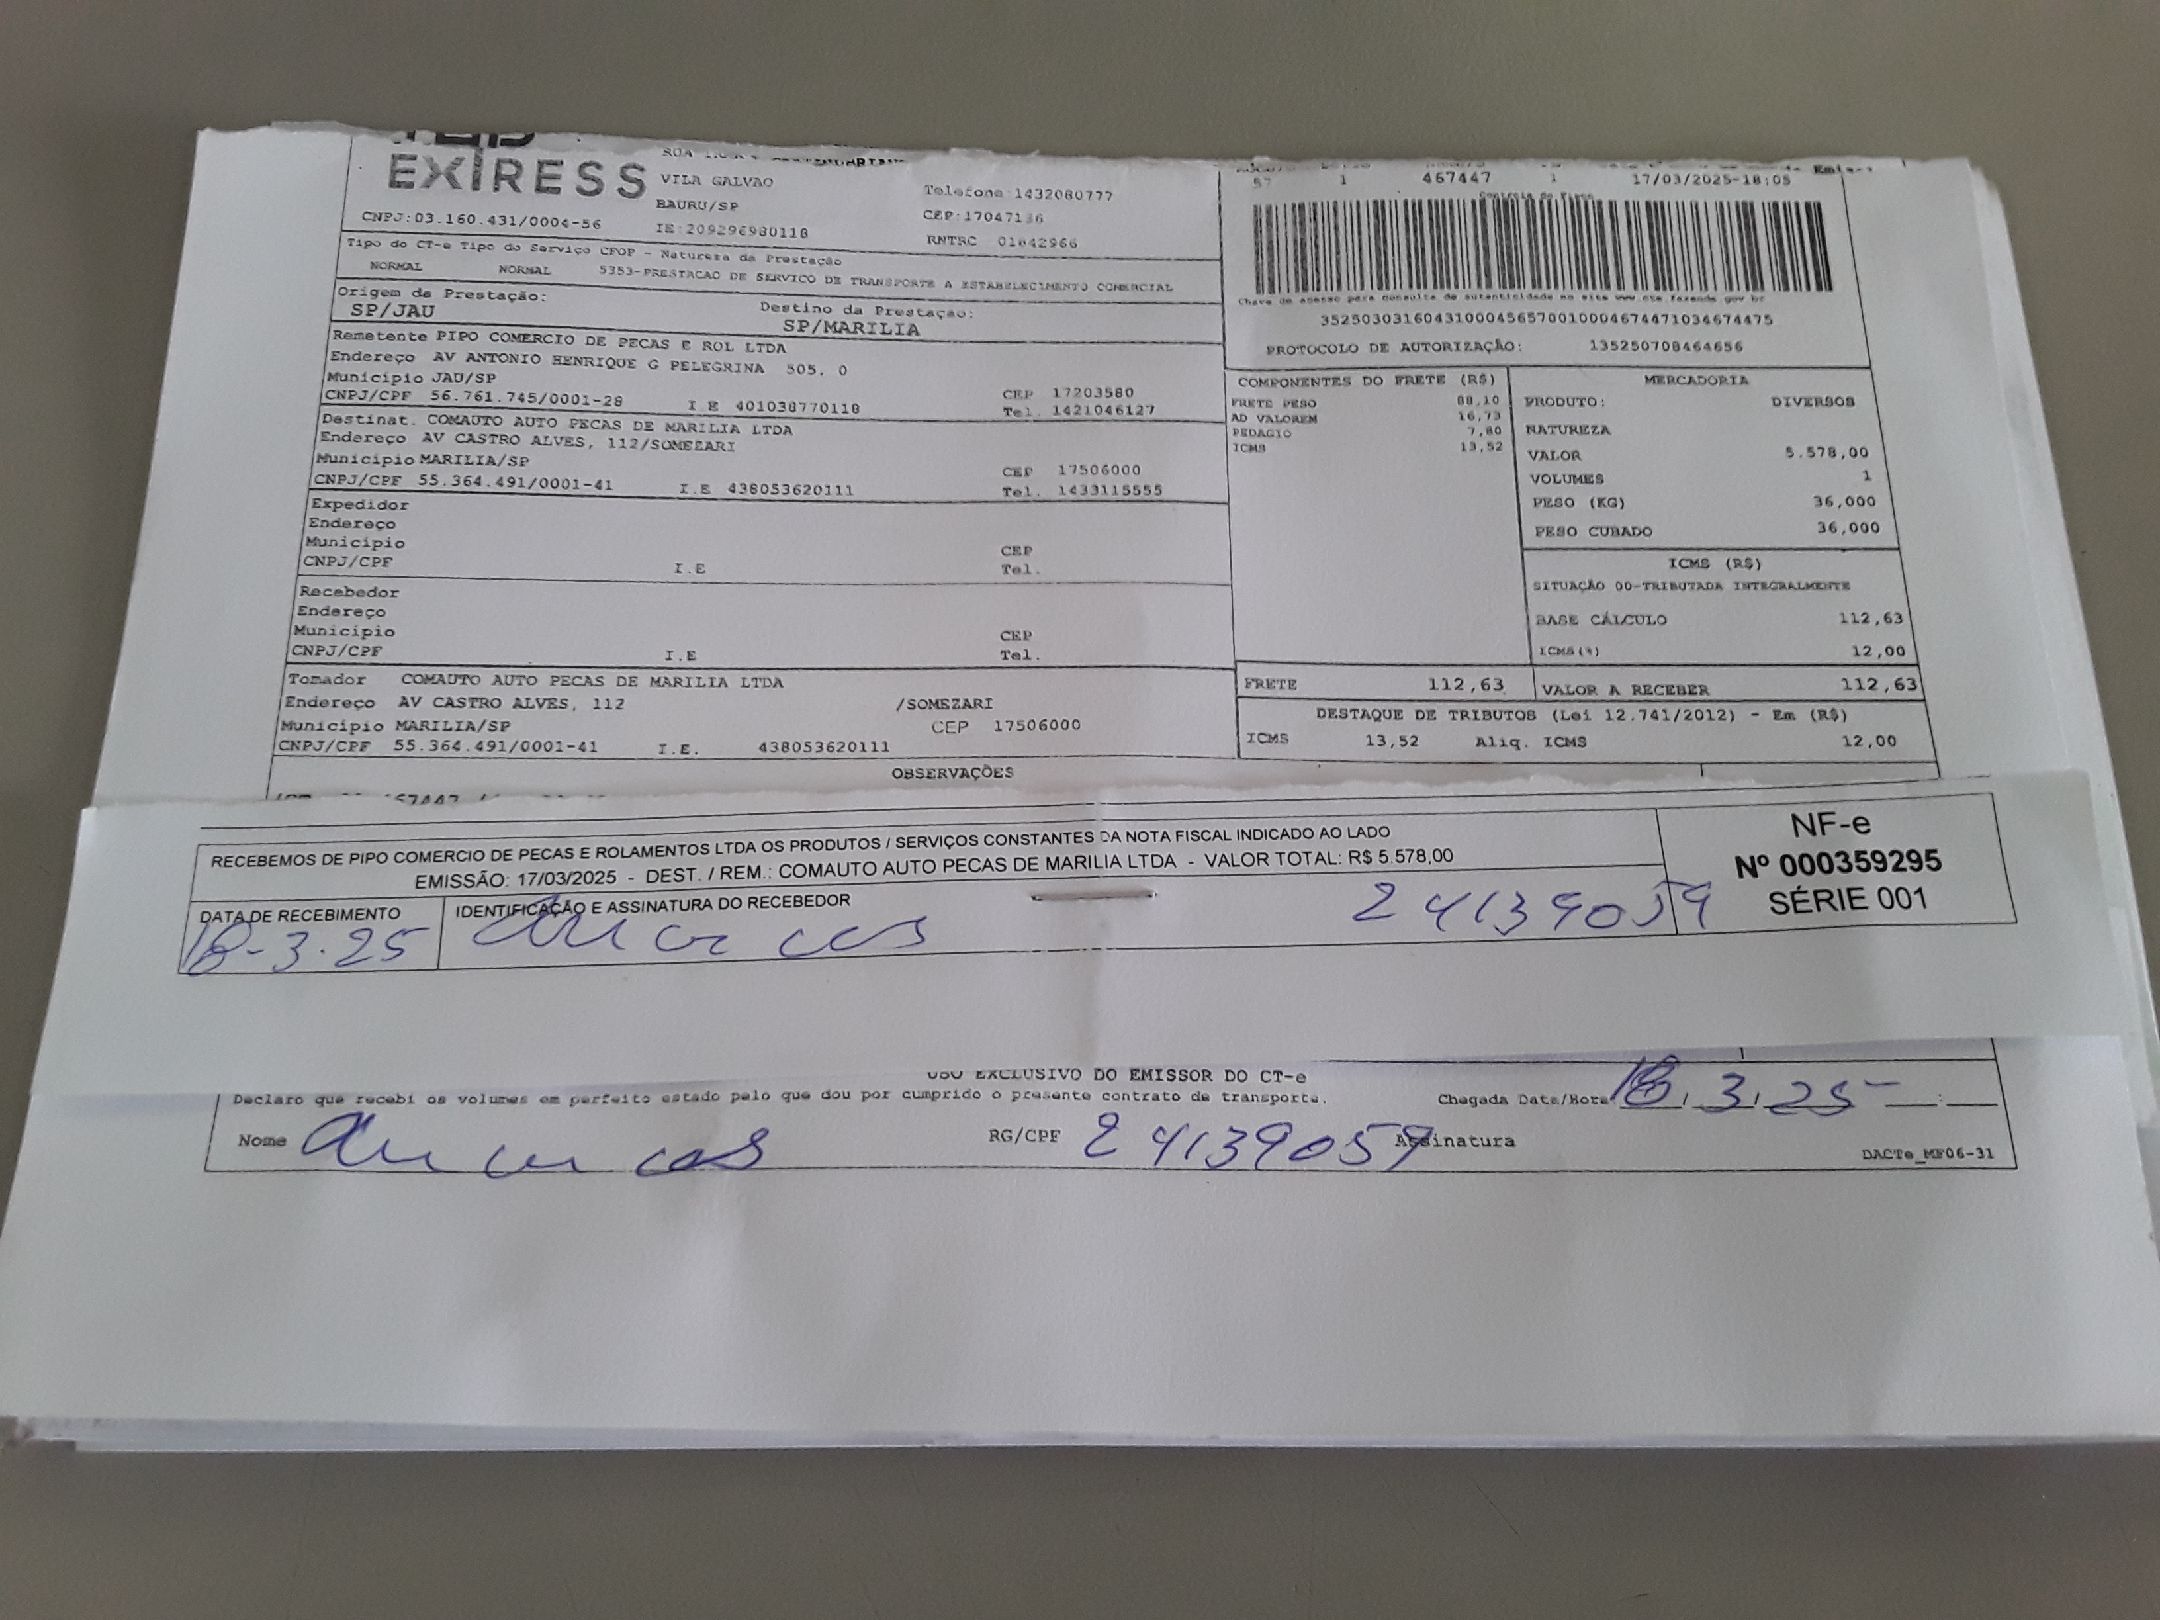 EXPRESS
VILA GALVAO
BAURU/SP
Telefone:1432080777
CEP:17047136
CNPJ:03.160.431/0004-56
IE:209296980118
RNTRC 01042966
57 1 467447 1 17/03/2025-18:05
Controle do Fisco
Tipo do CT-e Tipo do Serviço CFOP - Natureza da Prestação
NORMAL NORMAL 5353-PRESTACAO DE SERVICO DE TRANSPORTE A ESTABELECIMENTO COMERCIAL
Chave de acesso para consulta de autenticidade no site www.cte.fazenda.gov.br
35250303160431000456570010004674471034674475
PROTOCOLO DE AUTORIZAÇÃO: 135250708464656
Origem da Prestação: Destino da Prestação:
SP/JAU SP/MARILIA
Remetente PIPO COMERCIO DE PECAS E ROL LTDA
Endereço AV ANTONIO HENRIQUE G PELEGRINA 505, 0
Município JAU/SP CEP 17203580
CNPJ/CPF 56.761.745/0001-28 I.E 401038770118 Tel. 1421046127
Destinat. COMAUTO AUTO PECAS DE MARILIA LTDA
Endereço AV CASTRO ALVES, 112/SOMEZARI
Município MARILIA/SP CEP 17506000
CNPJ/CPF 55.364.491/0001-41 I.E 438053620111 Tel. 1433115555
Expedidor
Endereço
Município CEP
CNPJ/CPF I.E Tel.
Recebedor
Endereço
Município CEP
CNPJ/CPF I.E Tel.
Tomador COMAUTO AUTO PECAS DE MARILIA LTDA
Endereço AV CASTRO ALVES, 112 /SOMEZARI
Município MARILIA/SP CEP 17506000
CNPJ/CPF 55.364.491/0001-41 I.E. 438053620111
COMPONENTES DO FRETE (R$)
FRETE PESO 88,10
AD VALOREM 16,73
PEDAGIO 7,80
ICMS 13,52
MERCADORIA
PRODUTO: DIVERSOS
NATUREZA
VALOR 5.578,00
VOLUMES 1
PESO (KG) 36,000
PESO CUBADO 36,000
ICMS (R$)
SITUAÇÃO 00-TRIBUTADA INTEGRALMENTE
BASE CÁLCULO 112,63
ICMS(%) 12,00
FRETE 112,63 VALOR A RECEBER 112,63
DESTAQUE DE TRIBUTOS (Lei 12.741/2012) - Em (R$)
ICMS 13,52 Aliq. ICMS 12,00
OBSERVAÇÕES
RECEBEMOS DE PIPO COMERCIO DE PECAS E ROLAMENTOS LTDA OS PRODUTOS / SERVIÇOS CONSTANTES DA NOTA FISCAL INDICADO AO LADO
EMISSÃO: 17/03/2025 - DEST. / REM.: COMAUTO AUTO PECAS DE MARILIA LTDA - VALOR TOTAL: R$ 5.578,00
NF-e
Nº 000359295
SÉRIE 001
DATA DE RECEBIMENTO IDENTIFICAÇÃO E ASSINATURA DO RECEBEDOR
18-3-25 24139059
USO EXCLUSIVO DO EMISSOR DO CT-e
Declaro que recebi os volumes em perfeito estado pelo que dou por cumprido o presente contrato de transporte. Chegada Data/Hora 18/3/25
Nome RG/CPF 24139059 Assinatura
DACTe_MF06-31